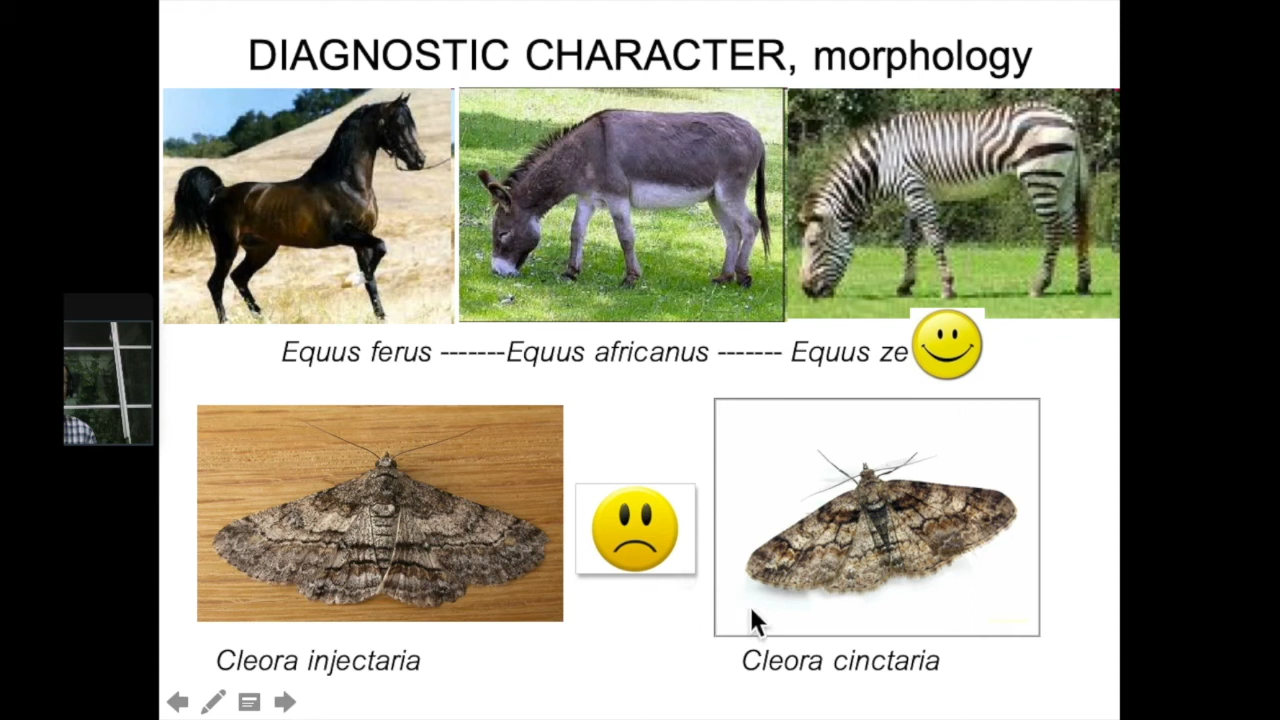 DIAGNOSTIC CHARACTER, morphology
Equus ferus -------Equus africanus ------- Equus ze
Cleora injectaria
Cleora cinctaria